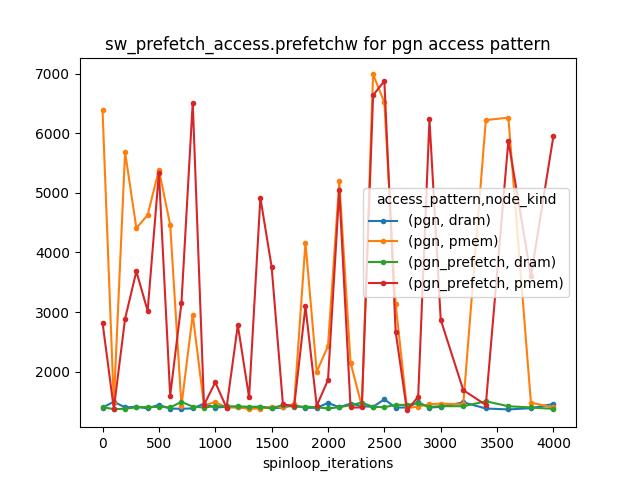 sw_prefetch_access.prefetchw for pgn access pattern
7000
6000
5000
4000
3000
2000
access_pattern,node_kind
(pgn, dram)
(pgn, pmem)
(pgn_prefetch, dram)
(pgn_prefetch, pmem)
0 500 1000 1500 2000 2500 3000 3500 4000
spinloop_iterations